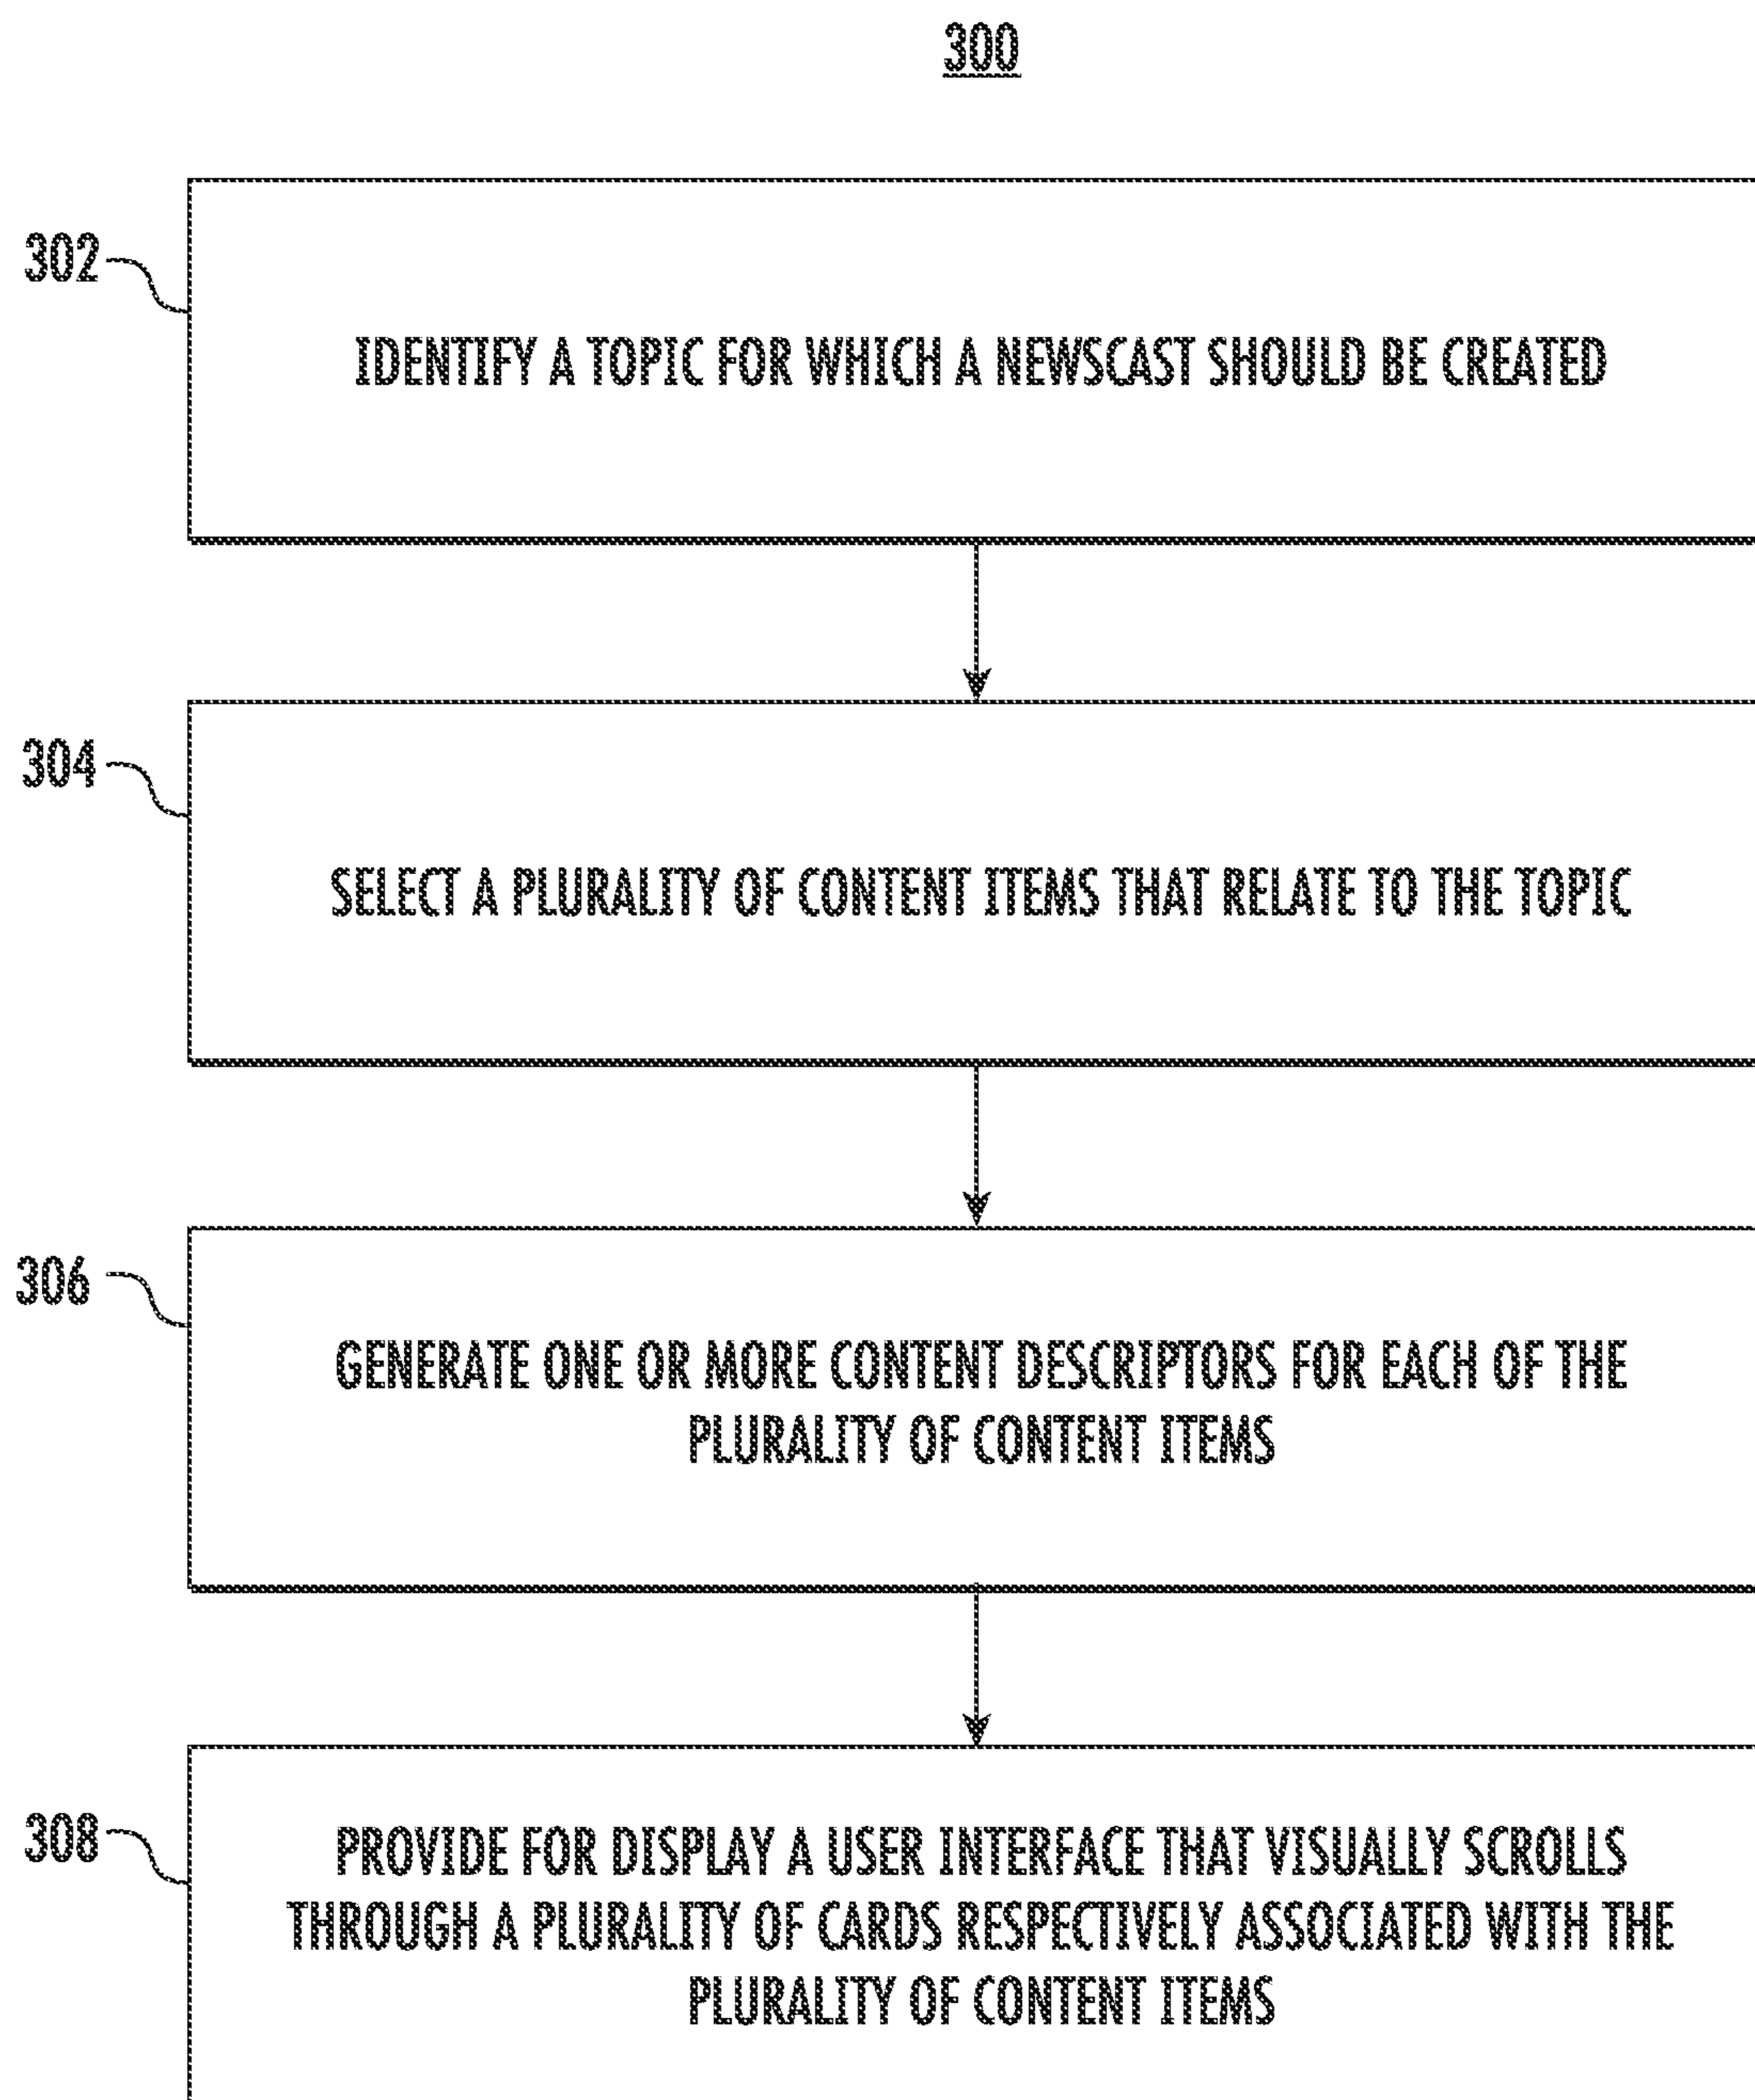 300
302
IDENTIFY A TOPIC FOR WHICH A NEWSCAST SHOULD BE CREATED
304
SELECT A PLURALITY OF CONTENT ITEMS THAT RELATE TO THE TOPIC
306
GENERATE ONE OR MORE CONTENT DESCRIPTORS FOR EACH OF THE
PLURALITY OF CONTENT ITEMS
308
PROVIDE FOR DISPLAY A USER INTERFACE THAT VISUALLY SCROLLS
THROUGH A PLURALITY OF CARDS RESPECTIVELY ASSOCIATED WITH THE
PLURALITY OF CONTENT ITEMS